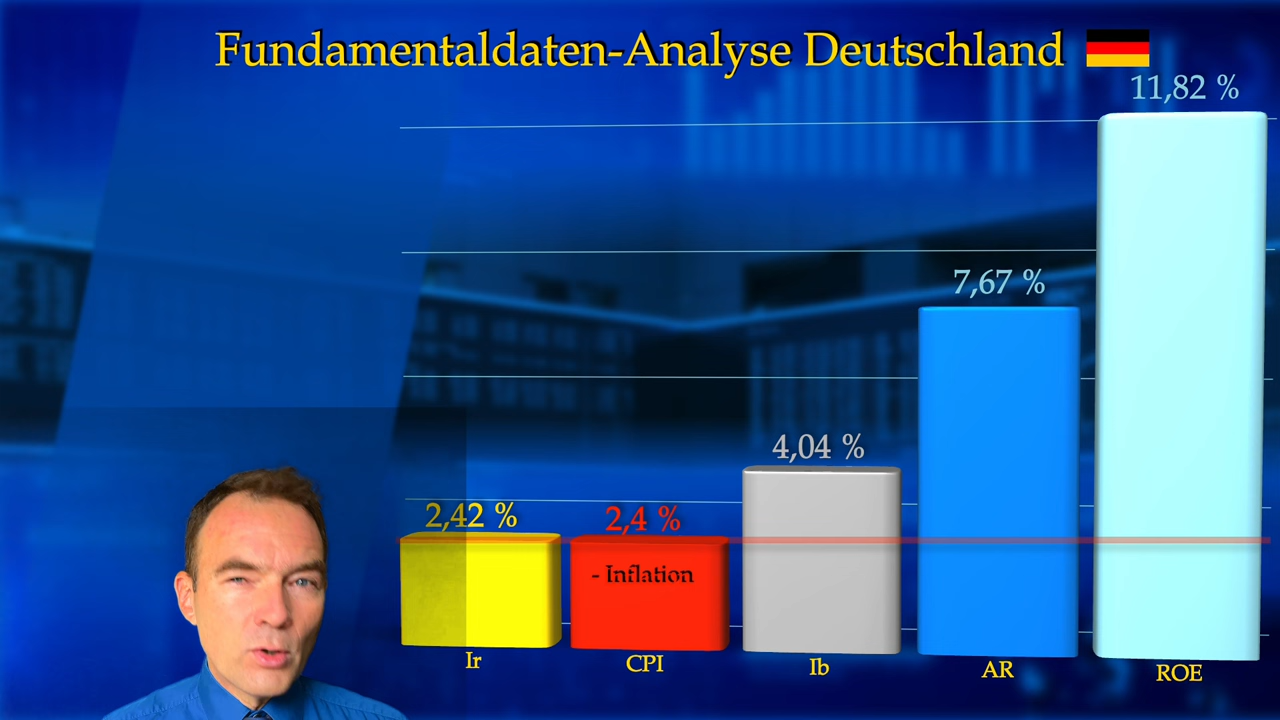 Fundamentaldaten-Analyse Deutschland
11,82 %
7,67 %
4,04 %
2,42 %
2,4 %
- Inflation
Ir
CPI
Ib
AR
ROE